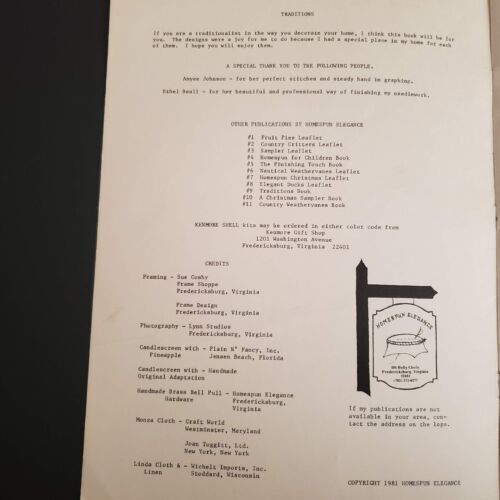 TRADITIONS
If you are a traditionalist in the way you decorate your home, I think this book will be for
you. The designs were a joy for me to do because I had a special place in my home for each
of them. I hope you will enjoy them.
A SPECIAL THANK YOU TO THE FOLLOWING PEOPLE.
Johnson - for her perfect stitches and steady hand in graphing.
Ethel Beall - for her beautiful and professional way of finishing my needlework.
OTHER PUBLICATIONS BY HOMESPUN ELEGANCE
#1 Fruit Pies Leaflet
#2 Country Critters Leaflet
#3 Sampler Leaflet
#4 Homespun for Children Book
#5 The Finishing Touch Book
#6 Nautical Weathervanes Leaflet
#7 Homespun Christmas Leaflet
#8 Elegant Ducks Leaflet
#9 Traditions Book
#10 A Christmas Sampler Book
#11 Country Weathervanes Book
KENMORE SHELL kits may be ordered in either color code from
Kenmore Gift Shop
1201 Washington Avenue
Fredericksburg, Virginia 22401
CREDITS
Framing - Sue Cosby
Frame Shoppe
Fredericksburg, Virginia
Frame Design
Fredericksburg, Virginia
Photography - Lynn Studios
Fredericksburg, Virginia
Candlescreen with - Plain N' Fancy, Inc.
Pineapple Jensen Beach, Florida
Candlescreen with - Handmade
Original Adaptation
Handmade Brass Bell Pull - Homespun Elegance
Hardware Fredericksburg,
Virginia
Monza Cloth - Craft World
Westminster, Maryland
Joan Toggitt, Ltd.
New York, New York
Linda Cloth & - Wichelt Imports, Inc.
Linen Stoddard, Wisconsin
HOMESPUN ELEGANCE
Holly Circle
Fredericksburg, Virginia
If my publications are not
available in your area, con-
tact the address on the logo.
COPYRIGHT 1981 HOMESPUN ELEGANCE